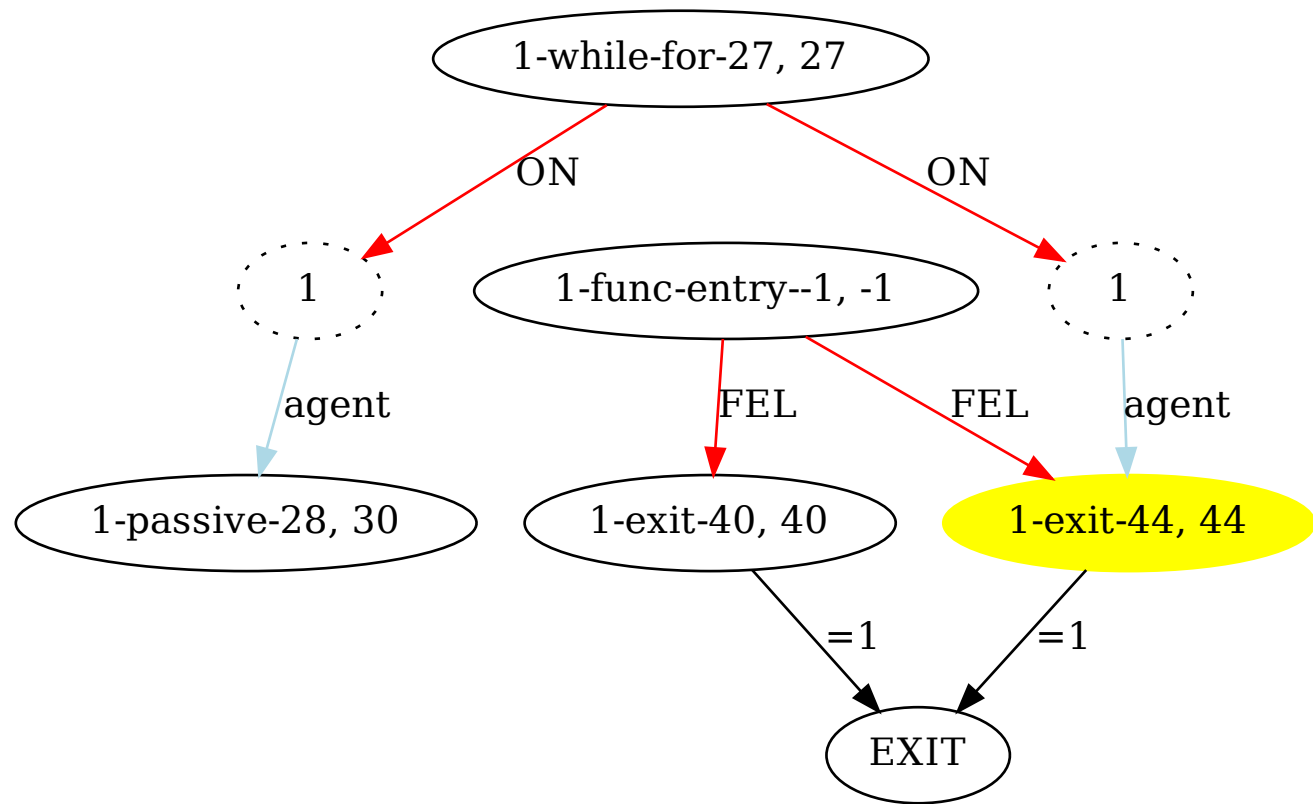 1-while-for-27, 27
ON
ON
1
1-func-entry--1, -1
1
agent
FEL
FEL
agent
1-passive-28, 30
1-exit-40, 40
1-exit-44, 44
=1
=1
EXIT